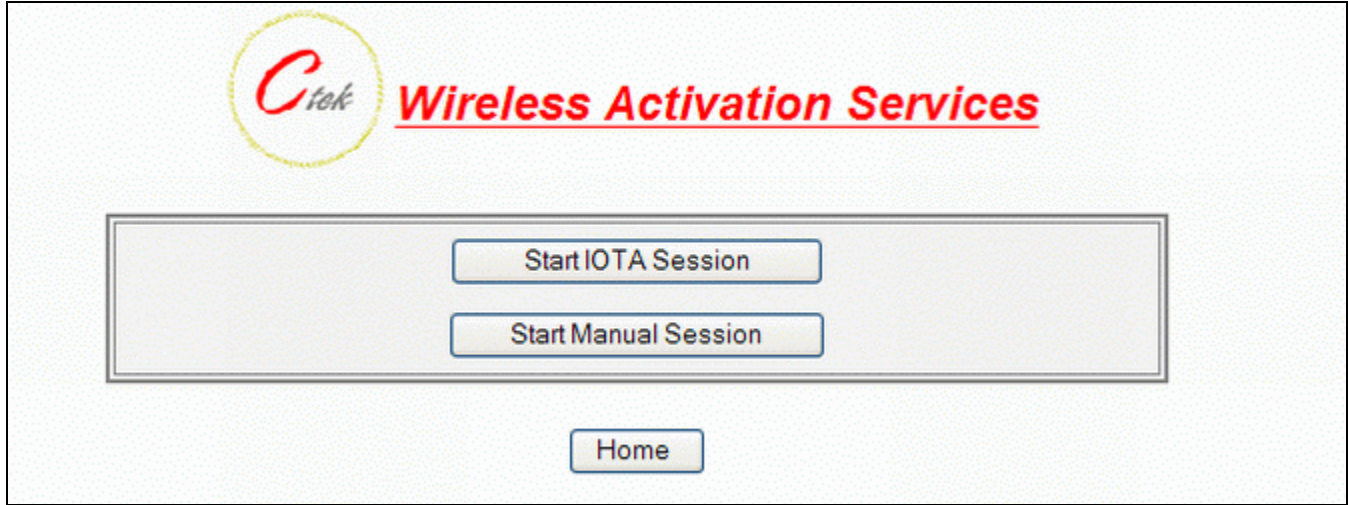 Ctek
Wireless Activation Services
Start IOTA Session
Start Manual Session
Home